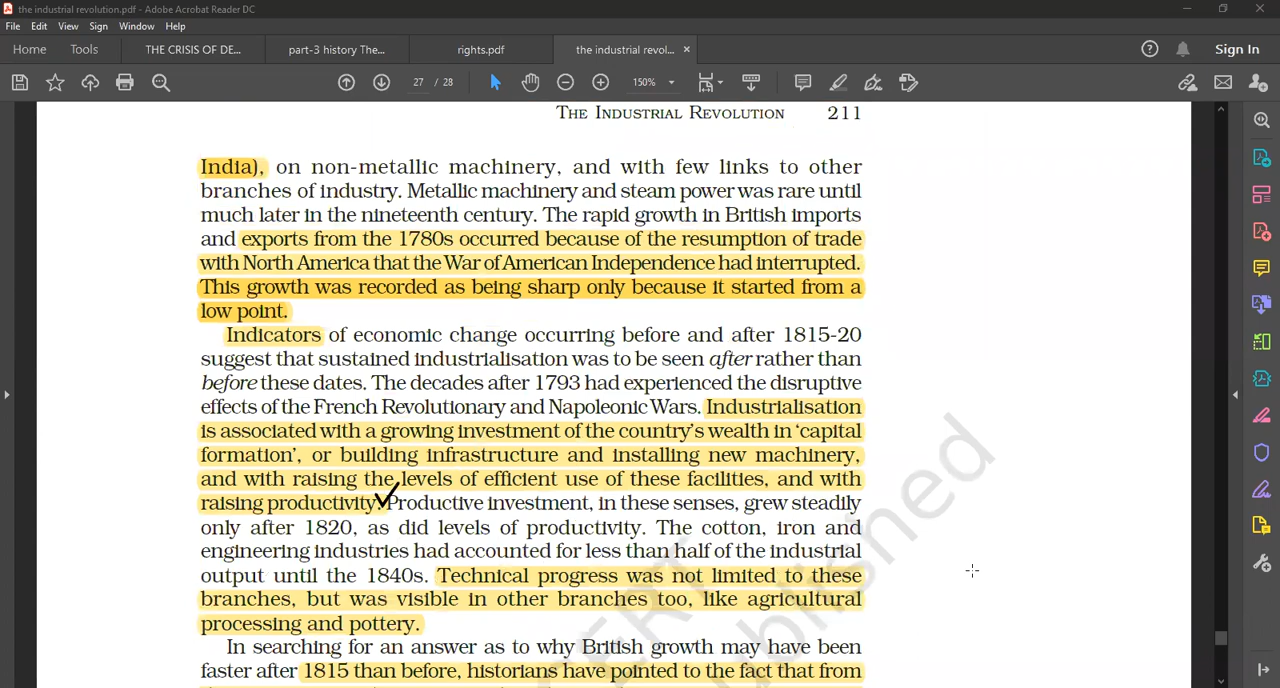 the industrial revolution.pdf - Adobe Acrobat Reader DC
File Edit View Sign Window Help
Home Tools THE CRISIS OF DE... part-3 history The... rights.pdf the industrial revol... × Sign In
27 / 28 150%
THE INDUSTRIAL REVOLUTION 211
India), on non-metallic machinery, and with few links to other
branches of industry. Metallic machinery and steam power was rare until
much later in the nineteenth century. The rapid growth in British imports
and exports from the 1780s occurred because of the resumption of trade
with North America that the War of American Independence had interrupted.
This growth was recorded as being sharp only because it started from a
low point.
Indicators of economic change occurring before and after 1815-20
suggest that sustained industrialisation was to be seen after rather than
before these dates. The decades after 1793 had experienced the disruptive
effects of the French Revolutionary and Napoleonic Wars. Industrialisation
is associated with a growing investment of the country's wealth in 'capital
formation', or building infrastructure and installing new machinery,
and with raising the levels of efficient use of these facilities, and with
raising productivity. Productive investment, in these senses, grew steadily
only after 1820, as did levels of productivity. The cotton, iron and
engineering industries had accounted for less than half of the industrial
output until the 1840s. Technical progress was not limited to these
branches, but was visible in other branches too, like agricultural
processing and pottery.
In searching for an answer as to why British growth may have been
faster after 1815 than before, historians have pointed to the fact that from